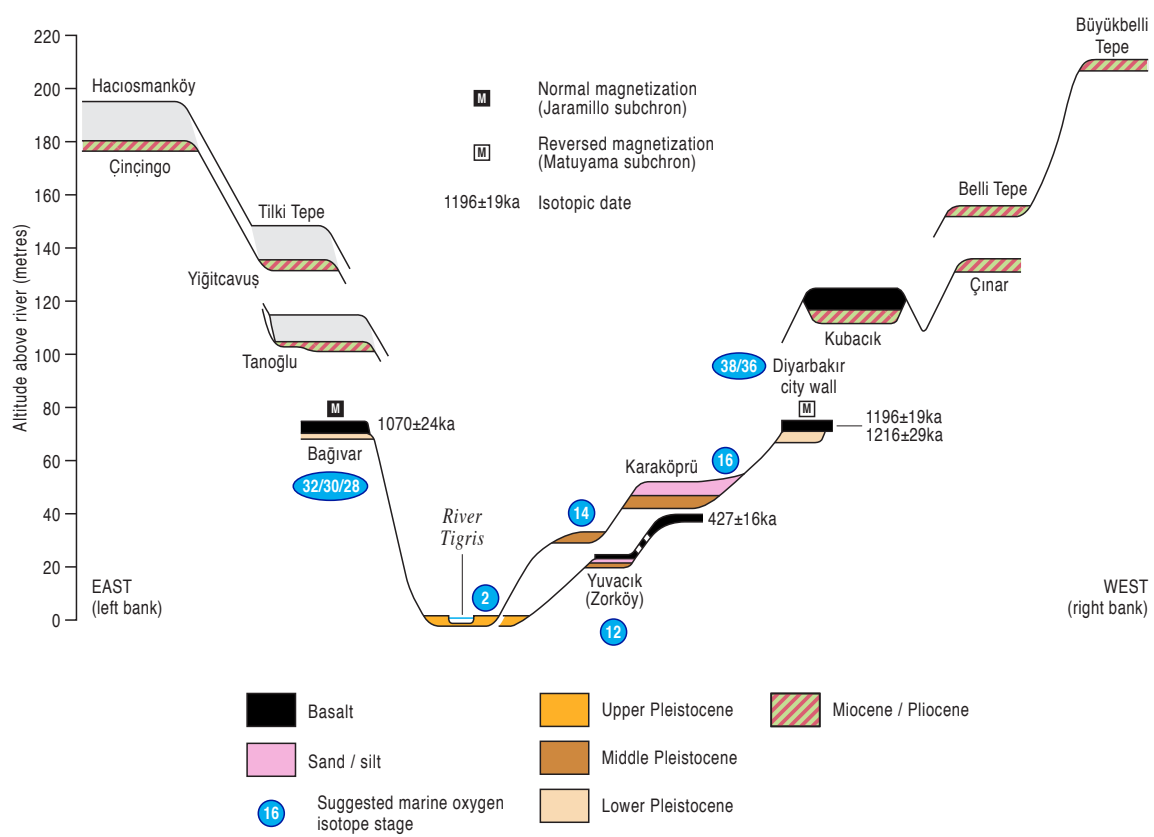 Büyükbelli
Tepe
220
200
180
160
140
120
100
80
60
40
20
0
Altitude above river (metres)
Hacıosmanköy
Çinçingo
M
Normal magnetization
(Jaramillo subchron)
M
Reversed magnetization
(Matuyama subchron)
1196±19ka
Isotopic date
Tilki Tepe
Yiğitcavuş
Tanoğlu
Belli Tepe
Çınar
Kubacık
38/36
Diyarbakır
city wall
M
1196±19ka
1216±29ka
M
1070±24ka
Bağıvar
32/30/28
Karaköprü
16
14
427±16ka
River
Tigris
2
Yuvacık
(Zorköy)
12
EAST
(left bank)
WEST
(right bank)
Basalt
Sand / silt
16
Suggested marine oxygen
isotope stage
Upper Pleistocene
Middle Pleistocene
Lower Pleistocene
Miocene / Pliocene